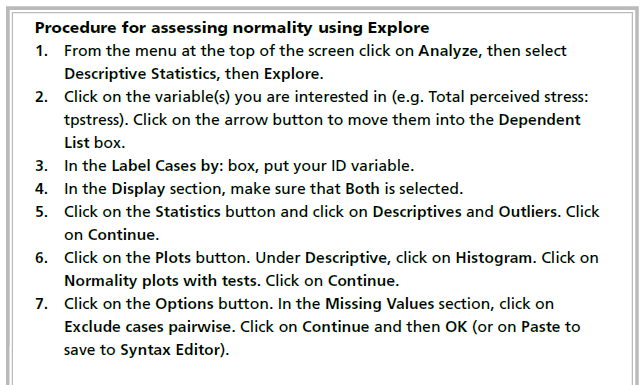 Procedure for assessing normality using Explore
1. From the menu at the top of the screen click on Analyze, then select
Descriptive Statistics, then Explore.
2. Click on the variable(s) you are interested in (e.g. Total perceived stress:
tpstress). Click on the arrow button to move them into the Dependent
List box.
3. In the Label Cases by: box, put your ID variable.
4. In the Display section, make sure that Both is selected.
5. Click on the Statistics button and click on Descriptives and Outliers. Click
on Continue.
6. Click on the Plots button. Under Descriptive, click on Histogram. Click on
Normality plots with tests. Click on Continue.
7. Click on the Options button. In the Missing Values section, click on
Exclude cases pairwise. Click on Continue and then OK (or on Paste to
save to Syntax Editor).